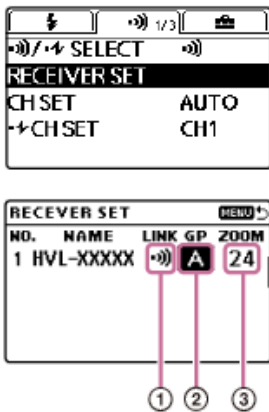 1/3
SELECT
RECEIVER SET
CH SET AUTO
CH SET CH1
RECEVER SET MENU
NO. NAME LINK GP ZOOM
1 HVL-XXXXX A 24
① ② ③